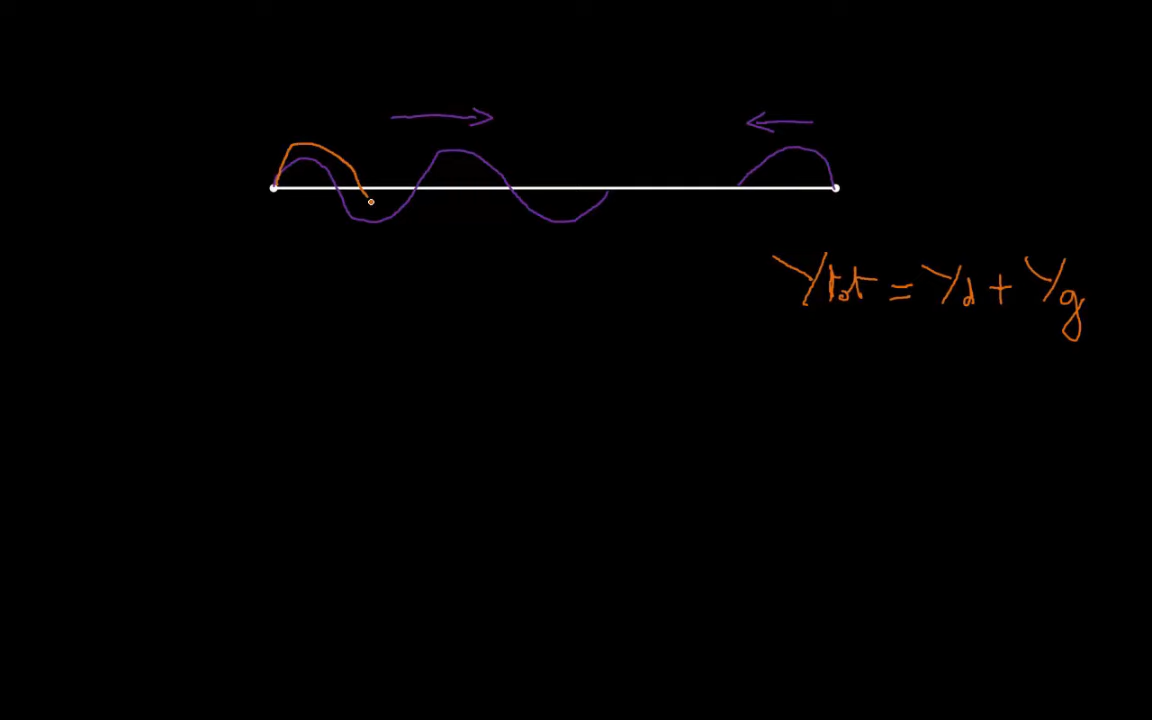 Ytot = Yd + Yg